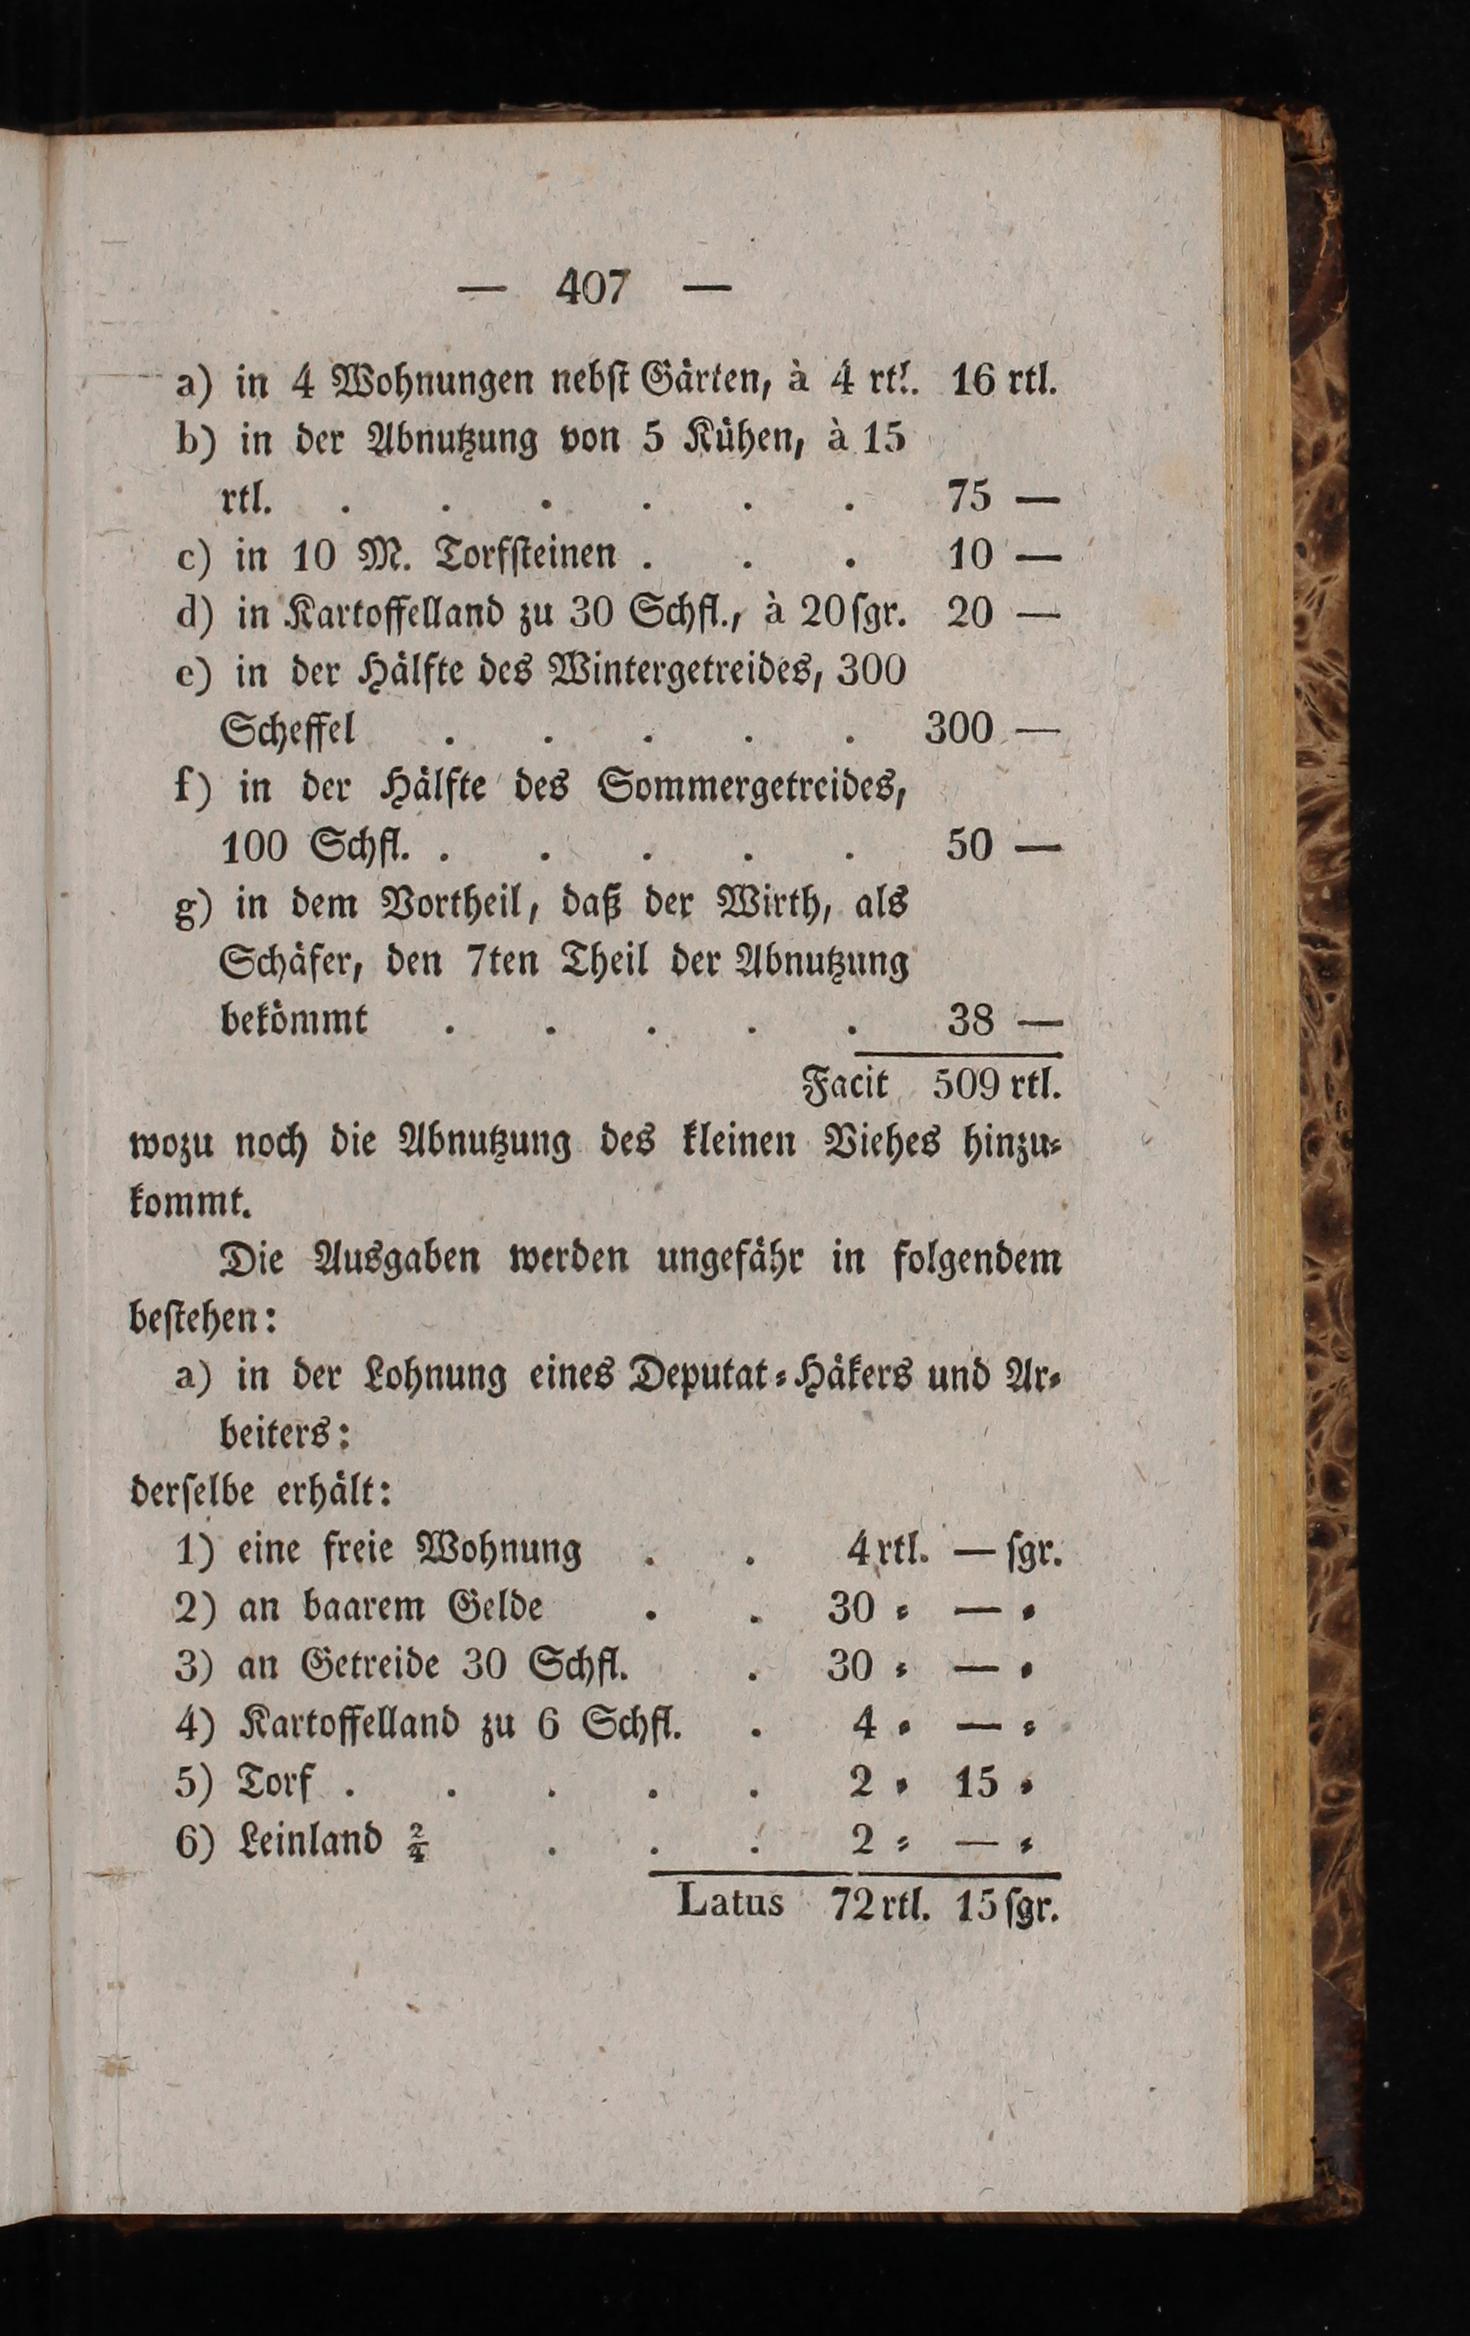 — 407 —
a) in 4 Wohnungen nebſt Gärten, à 4 rtl. 16 rtl.
b) in der Abnutzung von 5 Kühen, à 15
rtl. . . . . . . 75 —
c) in 10 M. Torfſteinen . . . 10 —
d) in Kartoffelland zu 30 Schfl., à 20 ſgr. 20 —
e) in der Hälfte des Wintergetreides, 300
Scheffel . . . . . 300 —
f) in der Hälfte des Sommergetreides,
100 Schfl. . . . . . 50 —
g) in dem Vortheil, daß der Wirth, als
Schäfer, den 7ten Theil der Abnutzung
bekömmt . . . . . 38 —
Facit 509 rtl.
wozu noch die Abnutzung des kleinen Viehes hinzu⸗
kommt.
Die Ausgaben werden ungefähr in folgendem
beſtehen:
a) in der Lohnung eines Deputat⸗Häkers und Ar⸗
beiters:
derſelbe erhält:
1) eine freie Wohnung . . 4 rtl. — ſgr.
2) an baarem Gelde . . 30 ⸗ — ⸗
3) an Getreide 30 Schfl. . 30 ⸗ — ⸗
4) Kartoffelland zu 6 Schfl. . 4 ⸗ — ⸗
5) Torf . . . . . 2 ⸗ 15 ⸗
6) Leinland 2/4 . . . 2 ⸗ — ⸗
Latus 72 rtl. 15 ſgr.